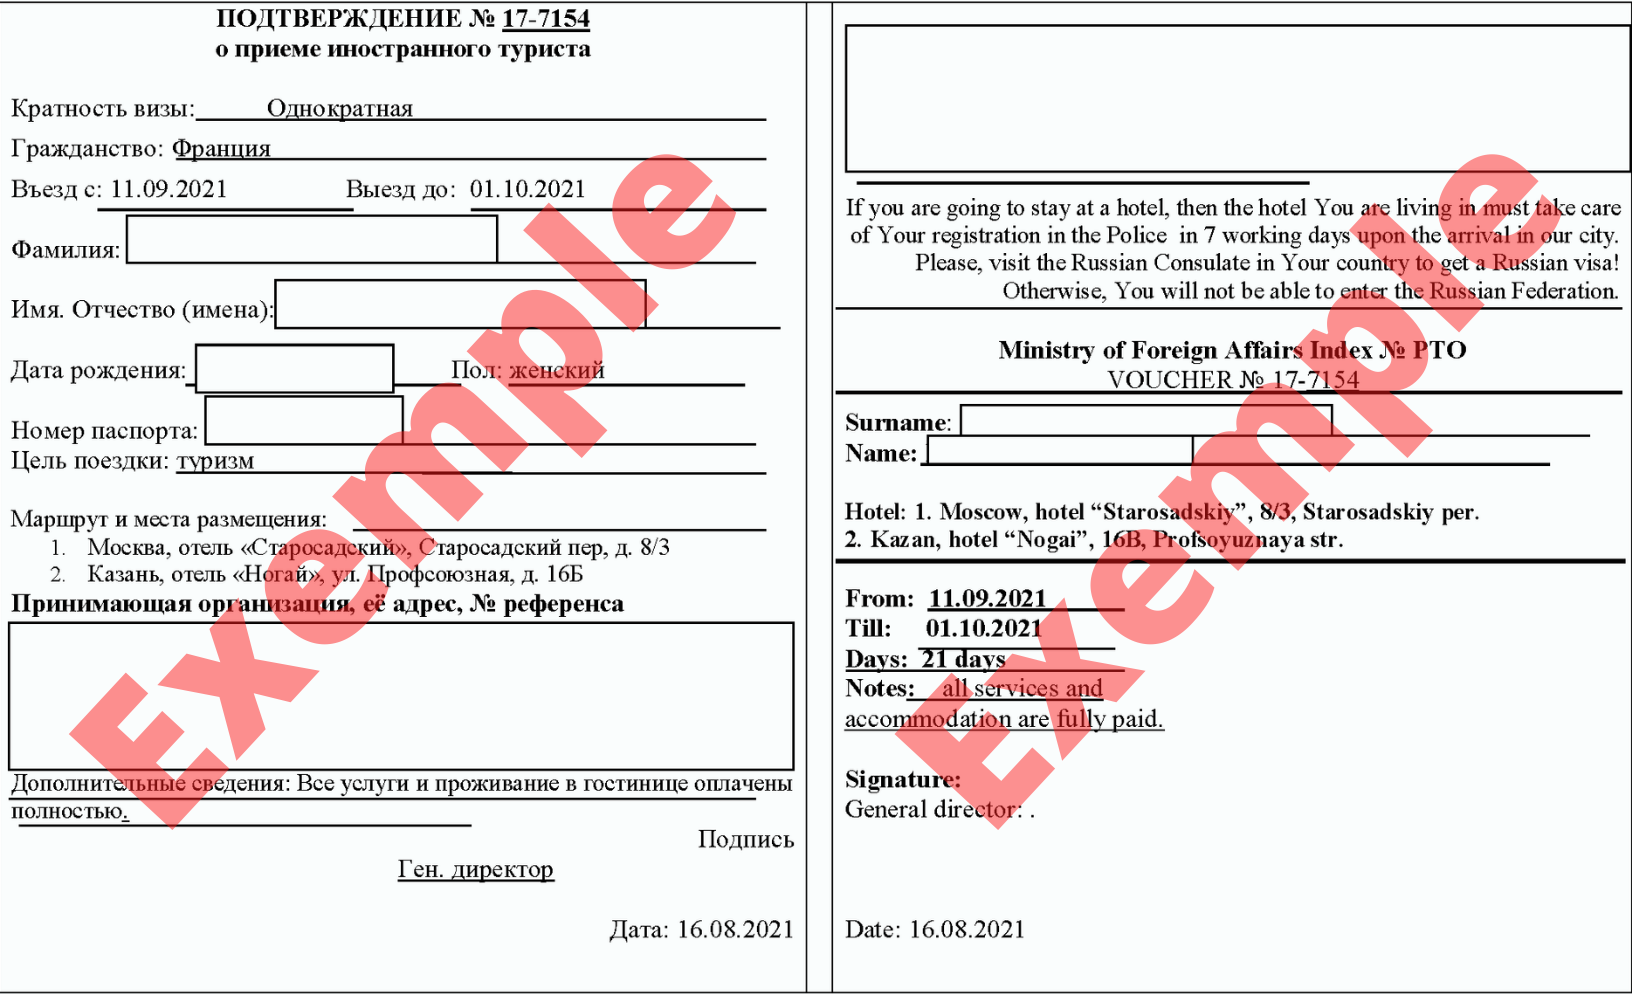 ПОДТВЕРЖДЕНИЕ № 17-7154
о приеме иностранного туриста
Кратность визы: Однократная
Гражданство: Франция
Въезд с: 11.09.2021 Выезд до: 01.10.2021
Фамилия:
Имя. Отчество (имена):
Дата рождения: Пол: женский
Номер паспорта:
Цель поездки: туризм
Маршрут и места размещения:
1. Москва, отель «Старосадский», Старосадский пер, д. 8/3
2. Казань, отель «Ногай», ул. Профсоюзная, д. 16Б
Принимающая организация, её адрес, № референса
Дополнительные сведения: Все услуги и проживание в гостинице оплачены
полностью.
Подпись
Ген. директор
Дата: 16.08.2021
Exemple
If you are going to stay at a hotel, then the hotel You are living in must take care
of Your registration in the Police in 7 working days upon the arrival in our city.
Please, visit the Russian Consulate in Your country to get a Russian visa!
Otherwise, You will not be able to enter the Russian Federation.
Ministry of Foreign Affairs Index № РТО
VOUCHER № 17-7154
Surname:
Name:
Hotel: 1. Moscow, hotel “Starosadskiy”, 8/3, Starosadskiy per.
2. Kazan, hotel “Nogai”, 16B, Profsoyuznaya str.
From: 11.09.2021
Till: 01.10.2021
Days: 21 days
Notes: all services and
accommodation are fully paid.
Signature:
General director: .
Date: 16.08.2021
Exemple